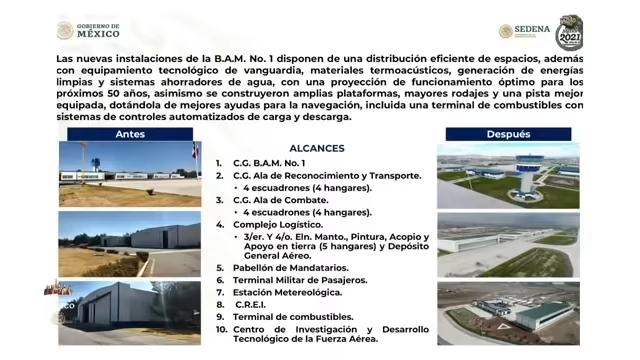 GOBIERNO DE
MÉXICO
SEDENA
2021
Las nuevas instalaciones de la B.A.M. No. 1 disponen de una distribución eficiente de espacios, además
con equipamiento tecnológico de vanguardia, materiales termoacústicos, generación de energías
limpias y sistemas ahorradores de agua, con una proyección de funcionamiento óptimo para los
próximos 50 años, asimismo se construyeron amplias plataformas, mayores rodajes y una pista mejor
equipada, dotándola de mejores ayudas para la navegación, incluida una terminal de combustibles con
sistemas de controles automatizados de carga y descarga.
Antes
Después
ALCANCES
1. C.G. B.A.M. No. 1
2. C.G. Ala de Reconocimiento y Transporte.
• 4 escuadrones (4 hangares).
3. C.G. Ala de Combate.
• 4 escuadrones (4 hangares).
4. Complejo Logístico.
• 3/er. Y 4/o. Eln. Manto., Pintura, Acopio y
Apoyo en tierra (5 hangares) y Depósito
General Aéreo.
5. Pabellón de Mandatarios.
6. Terminal Militar de Pasajeros.
7. Estación Metereológica.
8. C.R.E.I.
9. Terminal de combustibles.
10. Centro de Investigación y Desarrollo
Tecnológico de la Fuerza Aérea.